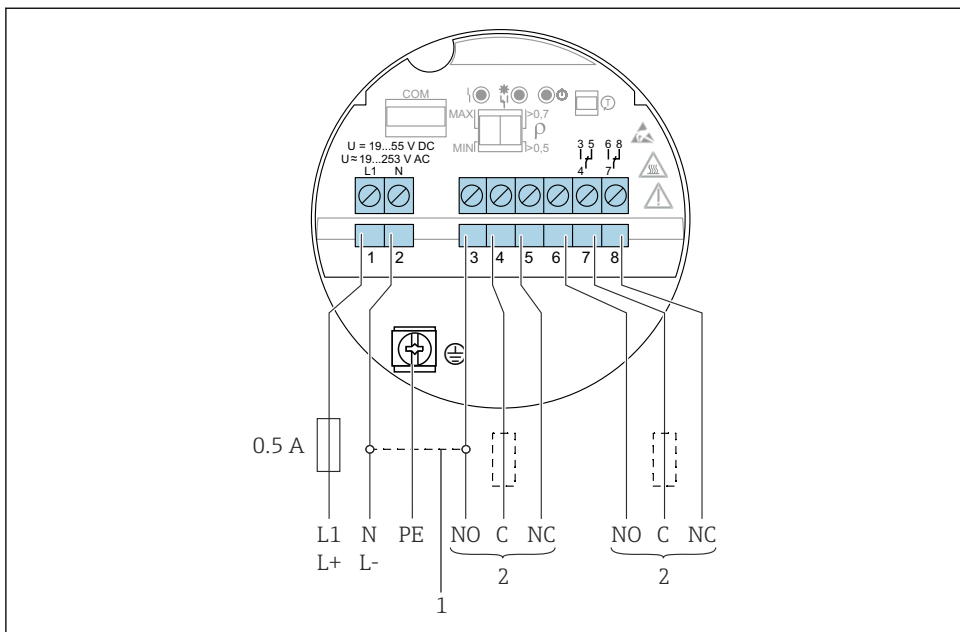 COM
MAX >0,7
ρ
MIN >0,5
U = 19...55 V DC
U≂19...253 V AC
L1 N
3 5 6 8
4 7
T
1 2 3 4 5 6 7 8
0.5 A
L1 N PE NO C NC NO C NC
L+ L-
2 2
1